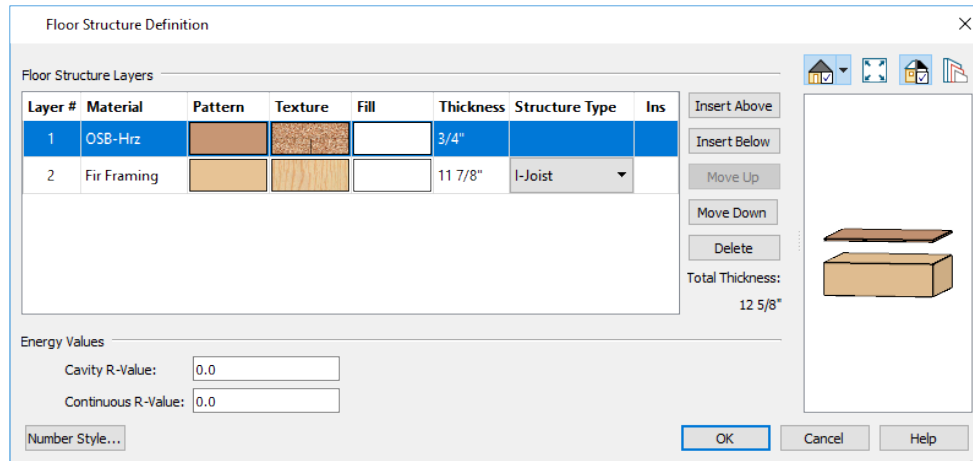 Floor Structure Definition
Floor Structure Layers
Layer # Material Pattern Texture Fill Thickness Structure Type Ins
1 OSB-Hrz 3/4"
2 Fir Framing 11 7/8" I-Joist
Insert Above
Insert Below
Move Up
Move Down
Delete
Total Thickness:
12 5/8"
Energy Values
Cavity R-Value: 0.0
Continuous R-Value: 0.0
Number Style... OK Cancel Help